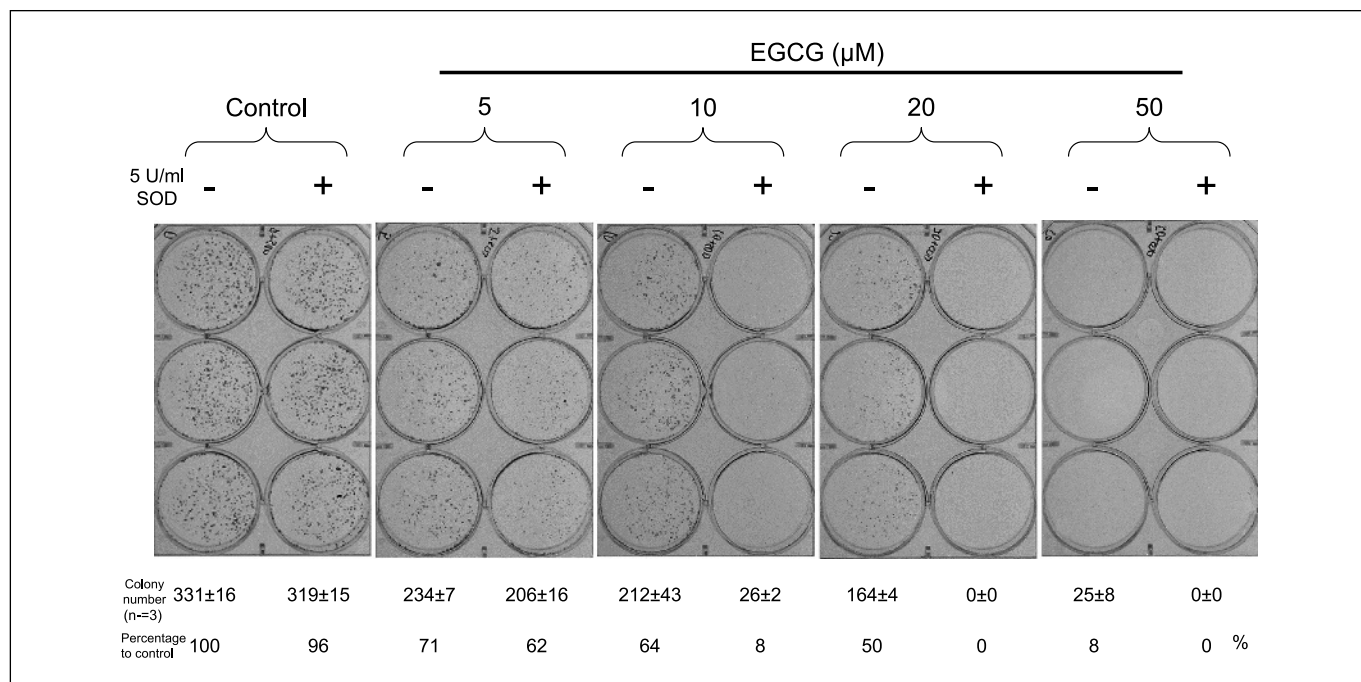 EGCG (µM)
Control 5 10 20 50
5 U/ml
SOD
- + - + - + - + - +
Colony
number
(n-=3)
331±16 319±15 234±7 206±16 212±43 26±2 164±4 0±0 25±8 0±0
Percentage
to control
100 96 71 62 64 8 50 0 8 0 %